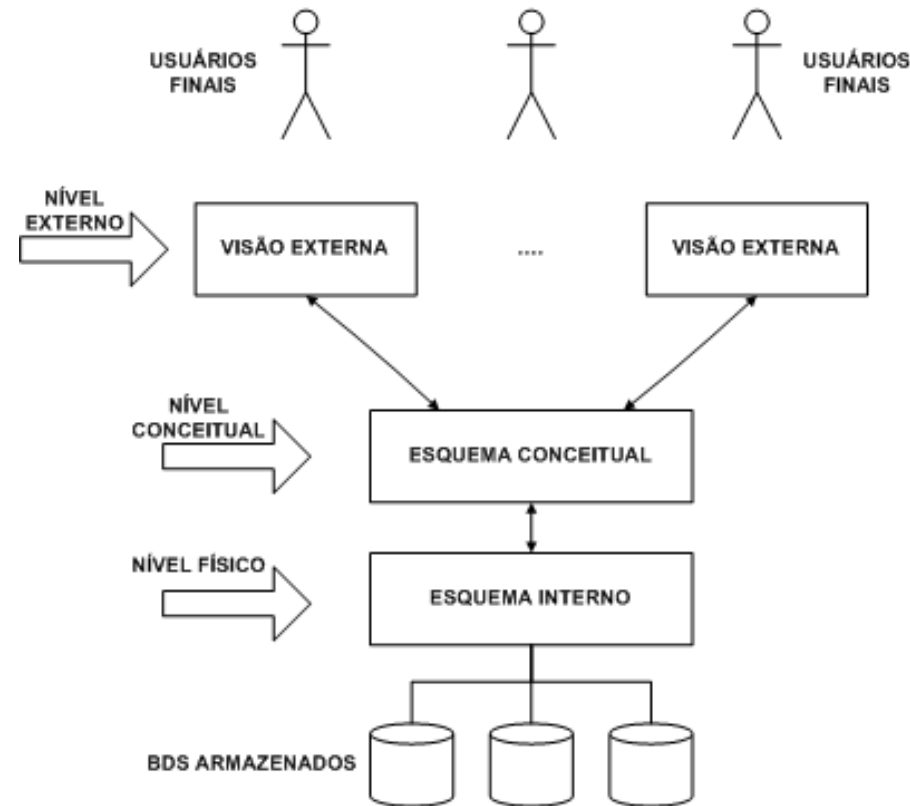 USUÁRIOS
FINAIS
USUÁRIOS
FINAIS
NÍVEL
EXTERNO
VISÃO EXTERNA
....
VISÃO EXTERNA
NÍVEL
CONCEITUAL
ESQUEMA CONCEITUAL
NÍVEL FÍSICO
ESQUEMA INTERNO
BDS ARMAZENADOS